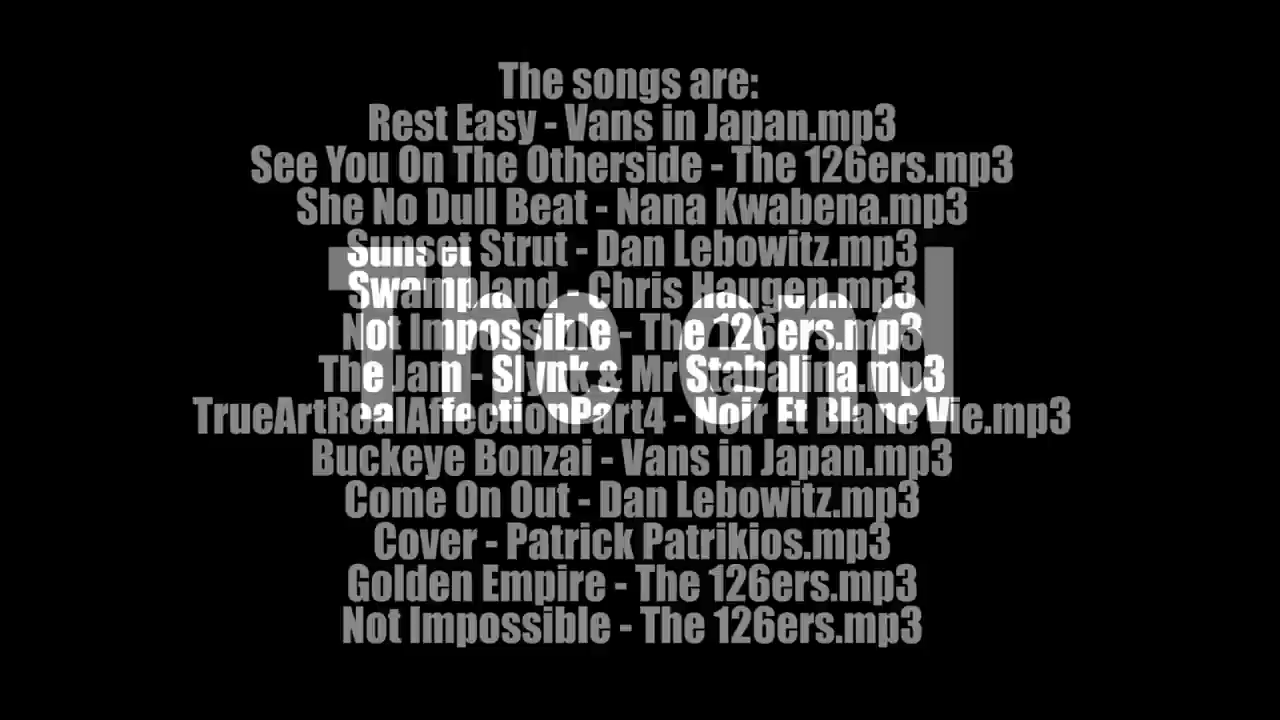 The songs are:
Rest Easy - Vans in Japan.mp3
See You On The Otherside - The 126ers.mp3
She No Dull Beat - Nana Kwabena.mp3
Sunset Strut - Dan Lebowitz.mp3
Swampland - Chris Haugen.mp3
Not Impossible - The 126ers.mp3
The Jam - Slynk & Mr Stabalina.mp3
TrueArtRealAffectionPart4 - Noir Et Blanc Vie.mp3
Buckeye Bonzai - Vans in Japan.mp3
Come On Out - Dan Lebowitz.mp3
Cover - Patrick Patrikios.mp3
Golden Empire - The 126ers.mp3
Not Impossible - The 126ers.mp3
The end